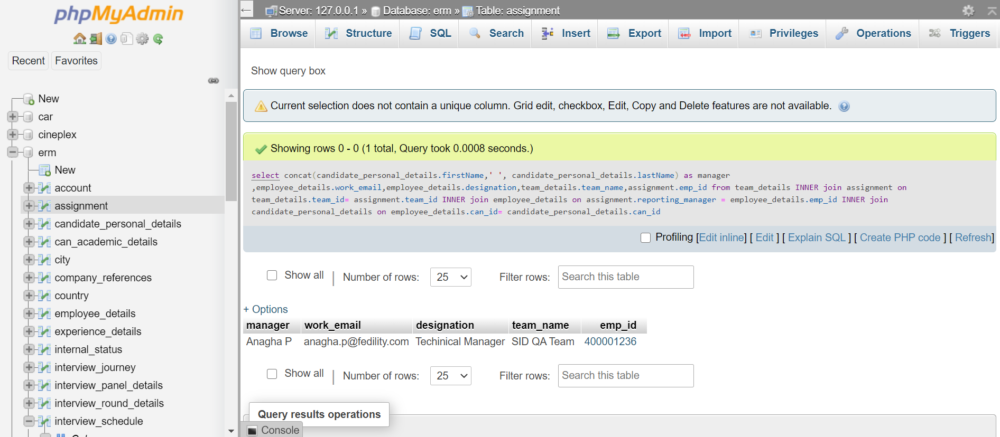 phpMyAdmin
Recent
Favorites
New
car
cineplex
erm
New
account
assignment
candidate_personal_details
can_academic_details
city
company_references
country
employee_details
experience_details
internal_status
interview_journey
interview_panel_details
interview_round_details
interview_schedule
Server: 127.0.0.1 » Database: erm » Table: assignment
Browse Structure SQL Search Insert Export Import Privileges Operations Triggers
Show query box
Current selection does not contain a unique column. Grid edit, checkbox, Edit, Copy and Delete features are not available.
Showing rows 0 - 0 (1 total, Query took 0.0008 seconds.)
select concat(candidate_personal_details.firstName,' ', candidate_personal_details.lastName) as manager
,employee_details.work_email,employee_details.designation,team_details.team_name,assignment.emp_id from team_details INNER join assignment on
team_details.team_id= assignment.team_id INNER join employee_details on assignment.reporting_manager = employee_details.emp_id INNER join
candidate_personal_details on employee_details.can_id= candidate_personal_details.can_id
Profiling [Edit inline] [ Edit ] [ Explain SQL ] [ Create PHP code ] [ Refresh]
Show all | Number of rows: 25 Filter rows: Search this table
+ Options
manager work_email designation team_name emp_id
Anagha P anagha.p@fedility.com Techinical Manager SID QA Team 400001236
Show all | Number of rows: 25 Filter rows: Search this table
Query results operations
Console